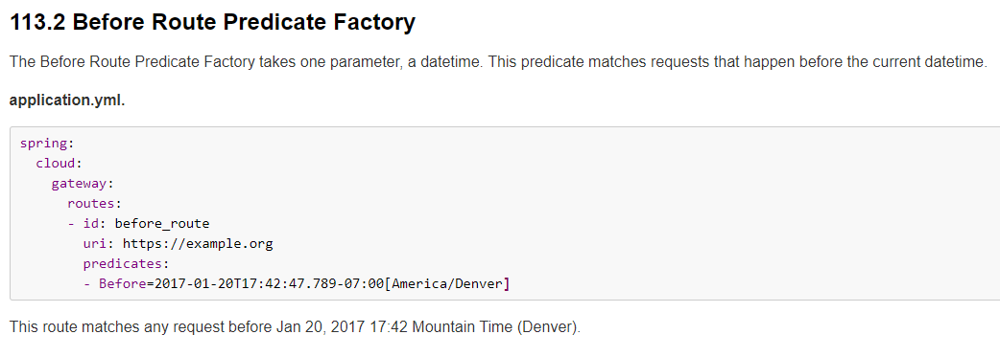 113.2 Before Route Predicate Factory
The Before Route Predicate Factory takes one parameter, a datetime. This predicate matches requests that happen before the current datetime.
application.yml.
spring:
  cloud:
    gateway:
      routes:
      - id: before_route
        uri: https://example.org
        predicates:
        - Before=2017-01-20T17:42:47.789-07:00[America/Denver]
This route matches any request before Jan 20, 2017 17:42 Mountain Time (Denver).